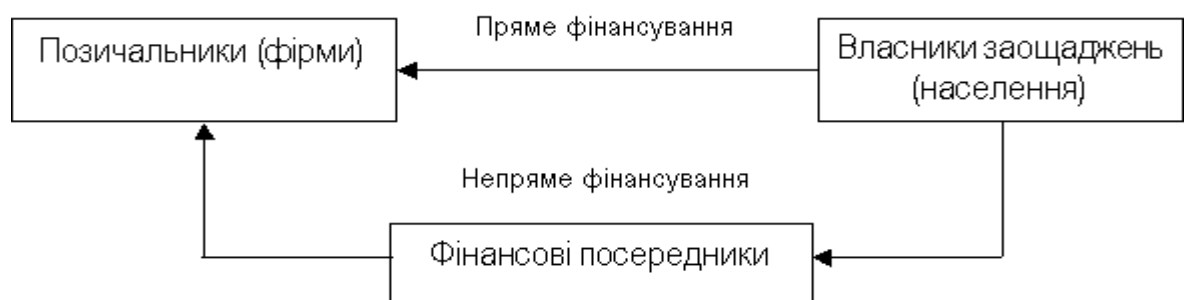 Пряме фінансування
Позичальники (фірми)
Власники заощаджень
(населення)
Непряме фінансування
Фінансові посередники